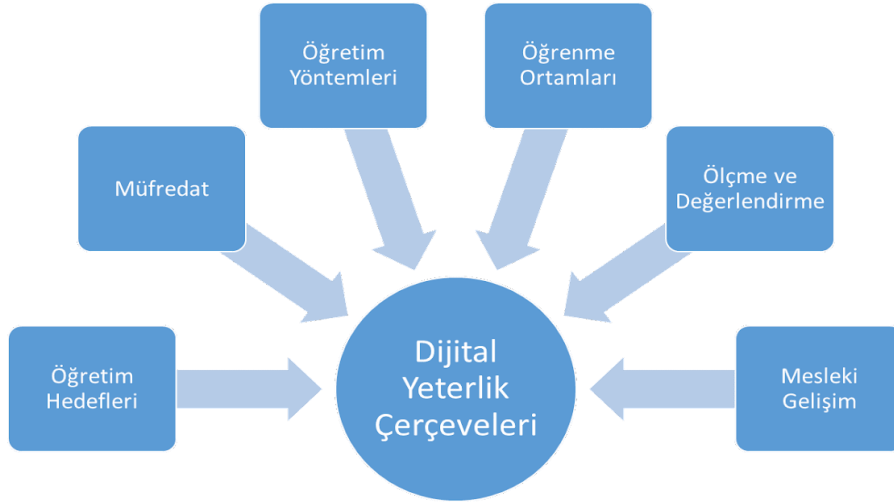 Öğretim
Yöntemleri
Öğrenme
Ortamları
Müfredat
Ölçme ve
Değerlendirme
Öğretim
Hedefleri
Dijital
Yeterlik
Çerçeveleri
Mesleki
Gelişim